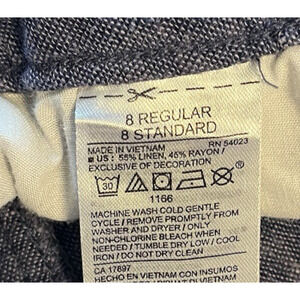 8 REGULAR
8 STANDARD
MADE IN VIETNAM RN 54023
US: 55% LINEN, 45% RAYON /
EXCLUSIVE OF DECORATION
30
1166
MACHINE WASH COLD GENTLE
CYCLE / REMOVE PROMPTLY FROM
WASHER AND DRYER / ONLY
NON-CHLORINE BLEACH WHEN
NEEDED / TUMBLE DRY LOW / COOL
IRON / DO NOT DRY CLEAN
CA 17897
HECHO EN VIETNAM CON INSUMOS